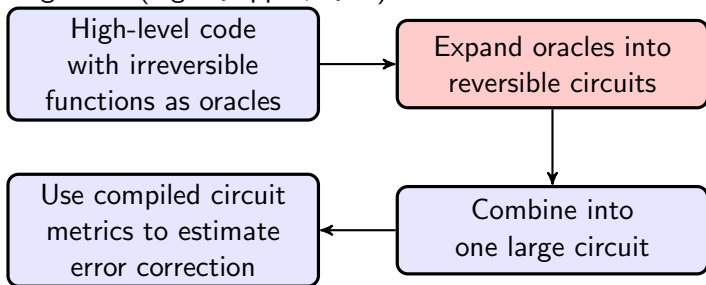 High-level code
with irreversible
functions as oracles
Expand oracles into
reversible circuits
Use compiled circuit
metrics to estimate
error correction
Combine into
one large circuit